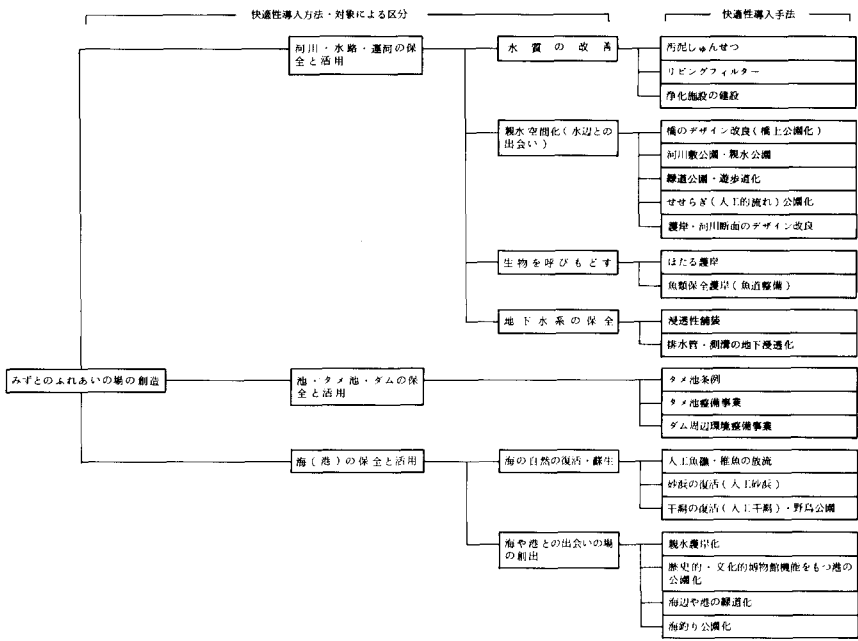 快適性導入方法・対象による区分
快適性導入手法
みずとのふれあいの場の創造
河川・水路・運河の保
全と活用
水質の改善
汚泥しゅんせつ
リビングフィルター
浄化施設の建設
親水空間化（水辺との
出会い）
橋のデザイン改良（橋上公園化）
河川敷公園・親水公園
緑道公園・遊歩道化
せせらぎ（人工的流れ）公園化
護岸・河川断面のデザイン改良
生物を呼びもどす
ほたる護岸
魚類保全護岸（魚道整備）
地下水系の保全
浸透性舗装
排水管・測溝の地下浸透化
池・タメ池・ダムの保
全と活用
タメ池条例
タメ池整備事業
ダム周辺環境整備事業
海（港）の保全と活用
海の自然の復活・蘇生
人工魚礁・稚魚の放流
砂浜の復活（人工砂浜）
干潟の復活（人工干潟）・野鳥公園
海や港との出会いの場
の創出
親水護岸化
歴史的・文化的博物館機能をもつ港の
公園化
海辺や港の緑道化
海釣り公園化